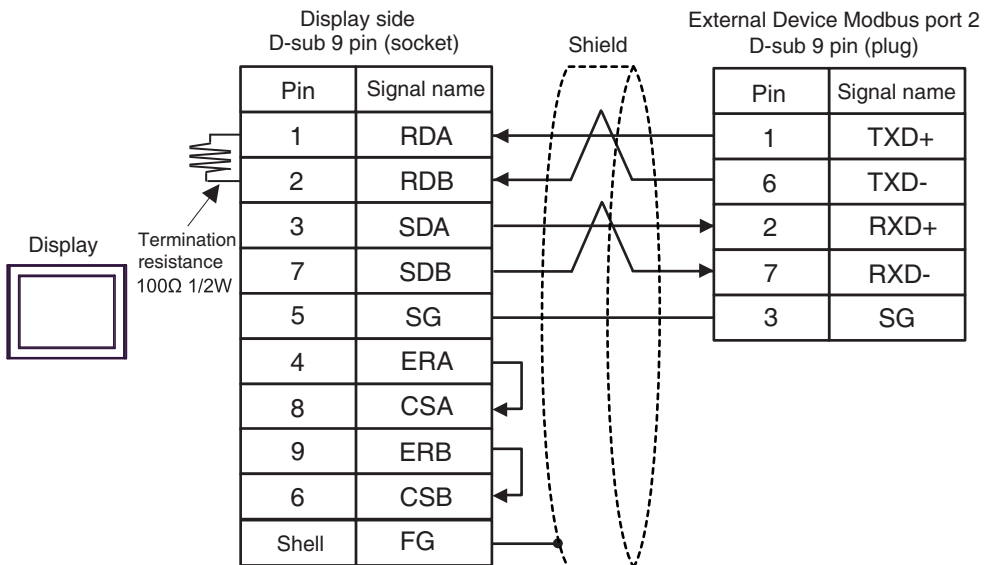 Display side
D-sub 9 pin (socket)
Shield
External Device Modbus port 2
D-sub 9 pin (plug)
Pin Signal name
1 RDA
2 RDB
3 SDA
7 SDB
5 SG
4 ERA
8 CSA
9 ERB
6 CSB
Shell FG
Pin Signal name
1 TXD+
6 TXD-
2 RXD+
7 RXD-
3 SG
Display
Termination
resistance
100Ω 1/2W